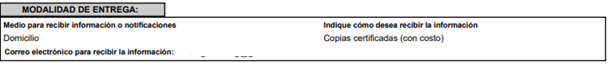 MODALIDAD DE ENTREGA:
Medio para recibir información o notificaciones
Indique cómo desea recibir la información
Domicilio
Copias certificadas (con costo)
Correo electrónico para recibir la información: